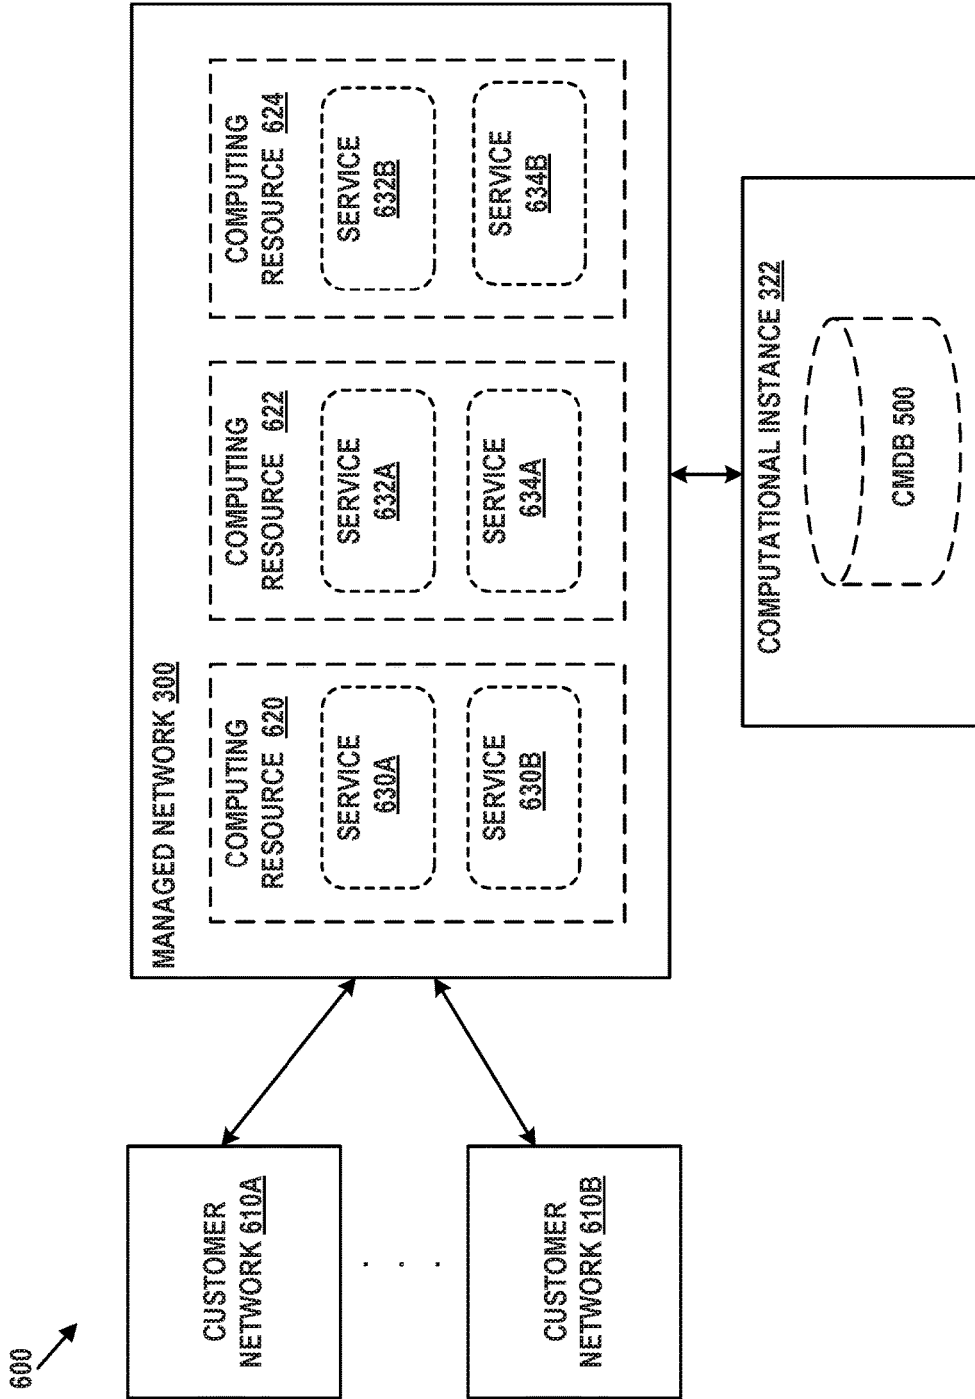 600
MANAGED NETWORK 300
COMPUTING
RESOURCE 620
SERVICE
630A
SERVICE
630B
COMPUTING
RESOURCE 622
SERVICE
632A
SERVICE
634A
COMPUTING
RESOURCE 624
SERVICE
632B
SERVICE
634B
CUSTOMER
NETWORK 610A
. . .
CUSTOMER
NETWORK 610B
COMPUTATIONAL INSTANCE 322
CMDB 500